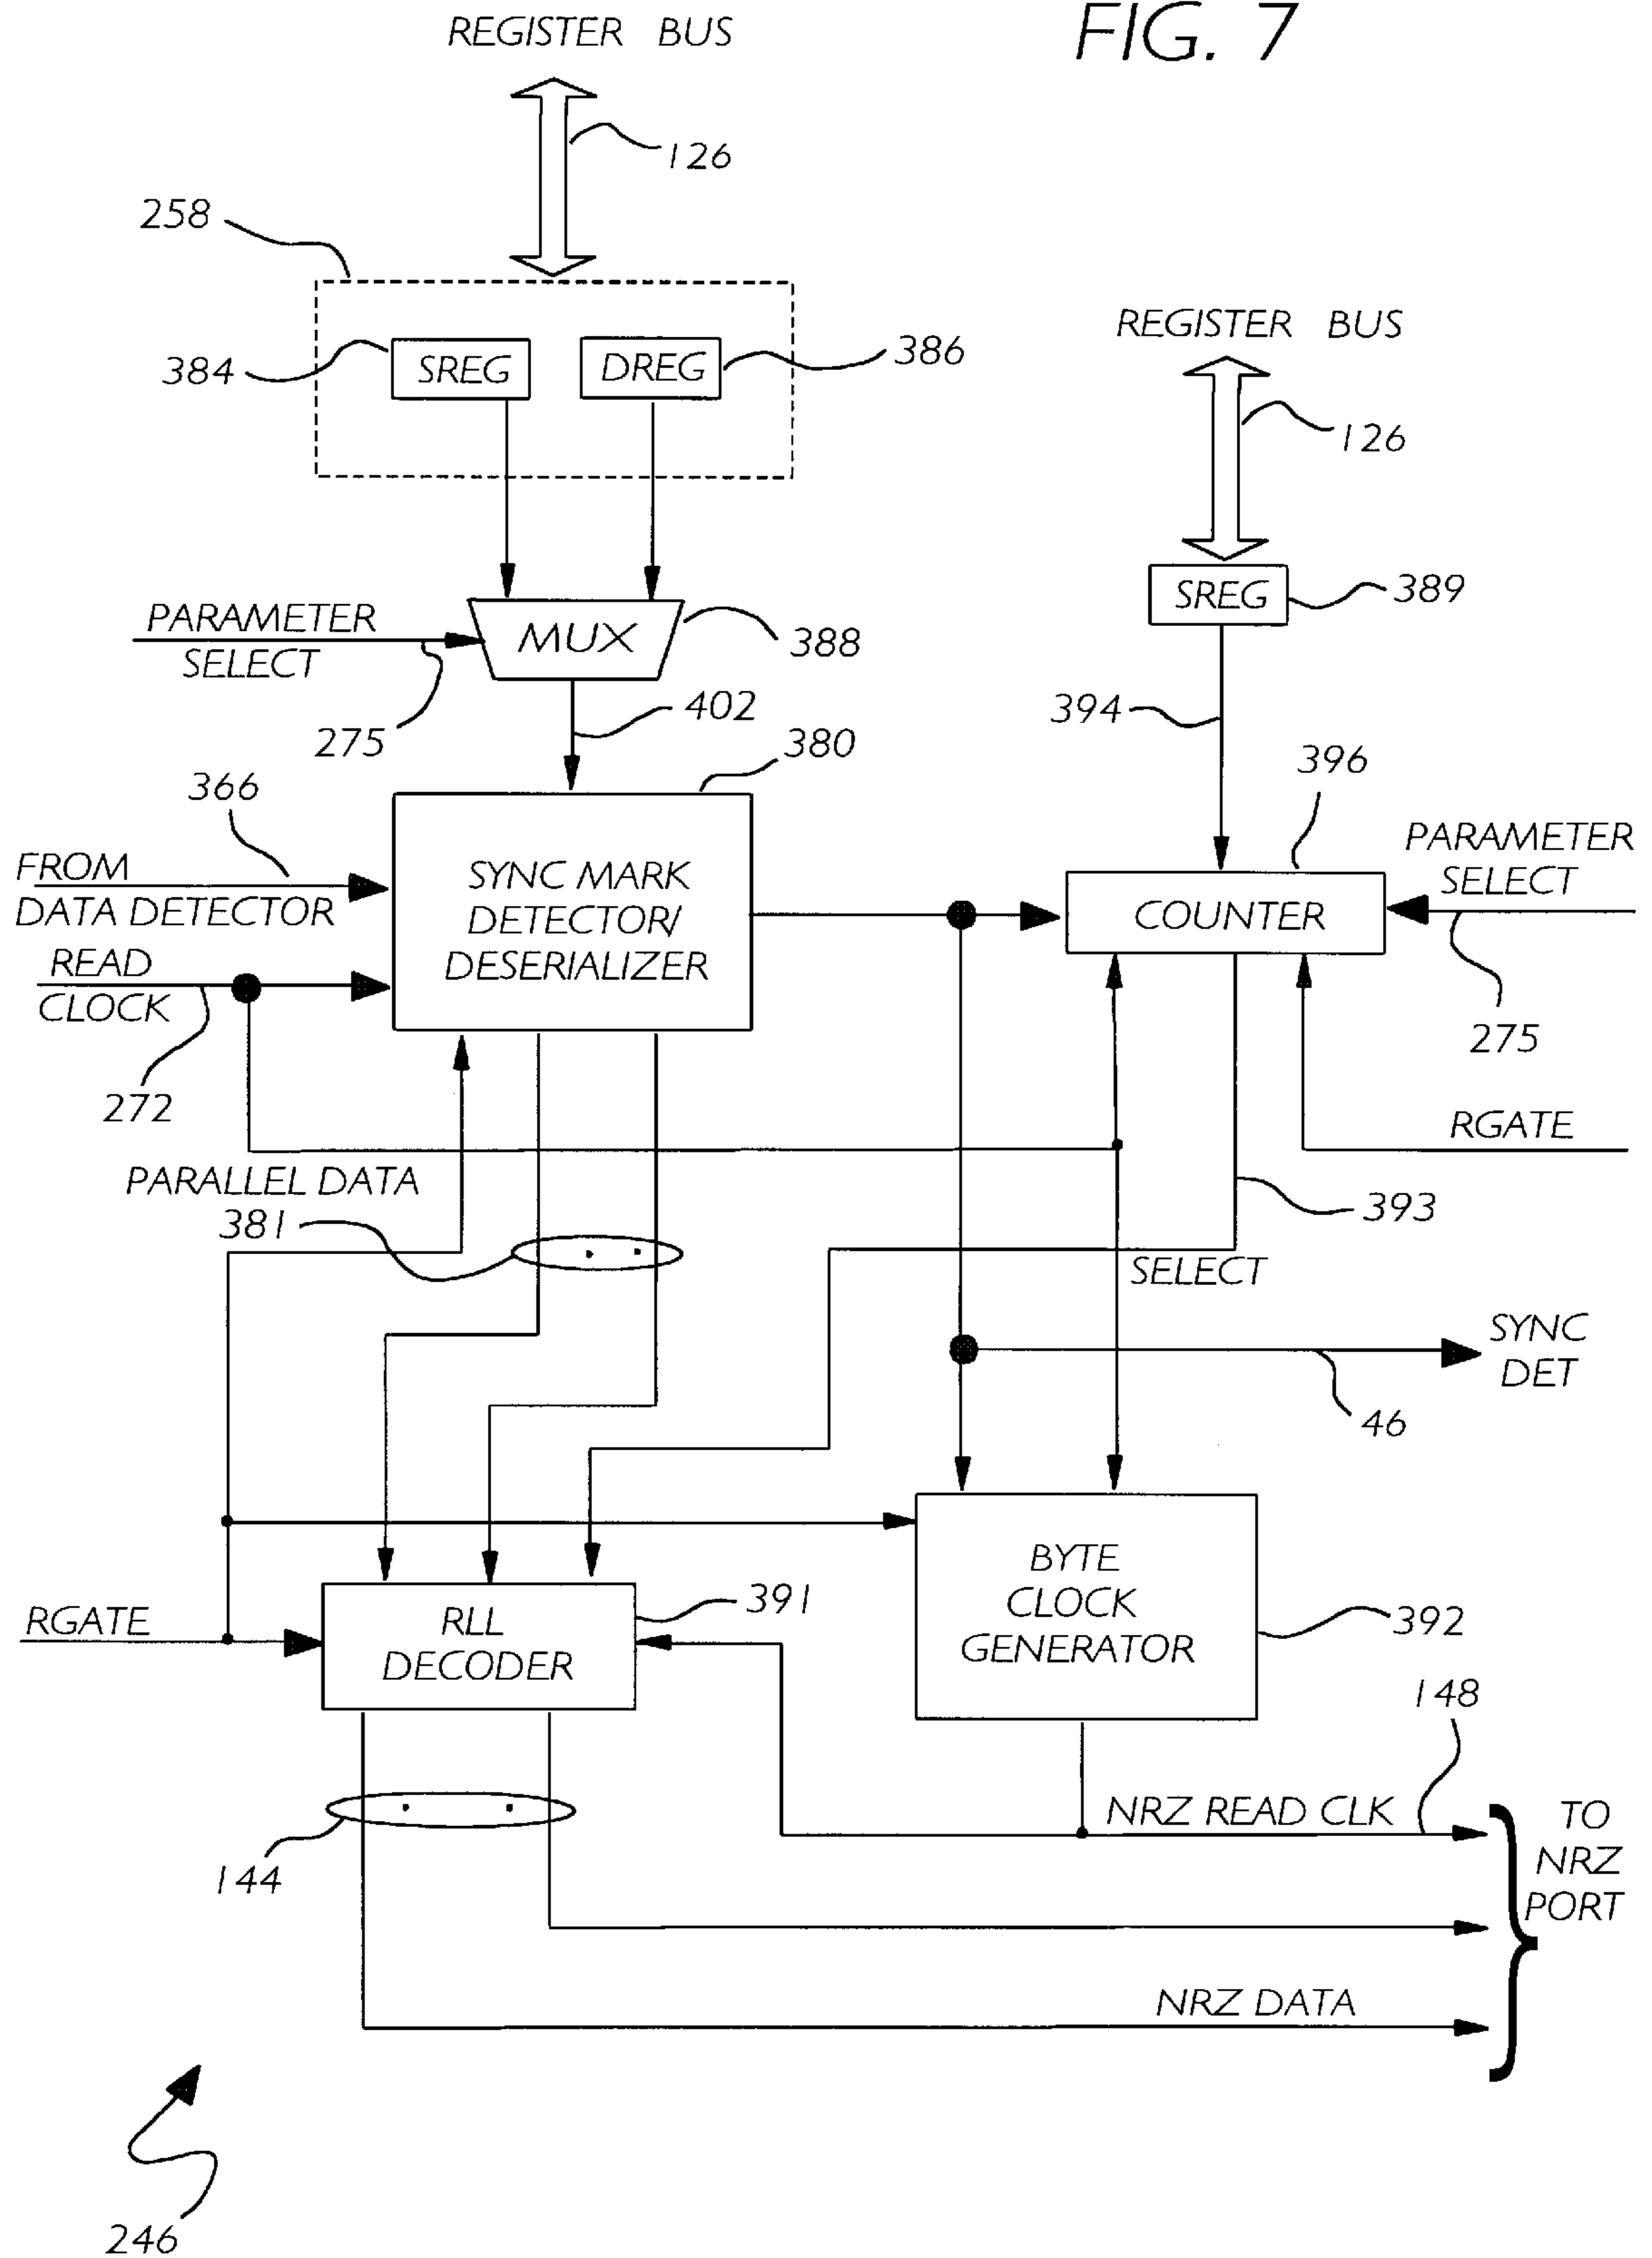 REGISTER BUS
FIG. 7
126
258
REGISTER BUS
384
SREG
DREG
386
126
SREG
389
PARAMETER
SELECT
MUX
388
275
402
394
380
396
366
PARAMETER
SELECT
FROM
DATA DETECTOR
SYNC MARK
DETECTOR/
DESERIALIZER
COUNTER
READ
CLOCK
275
272
RGATE
PARALLEL DATA
381
393
SELECT
SYNC
DET
46
BYTE
CLOCK
GENERATOR
391
392
RGATE
RLL
DECODER
148
NRZ READ CLK
TO
NRZ
PORT
144
NRZ DATA
246